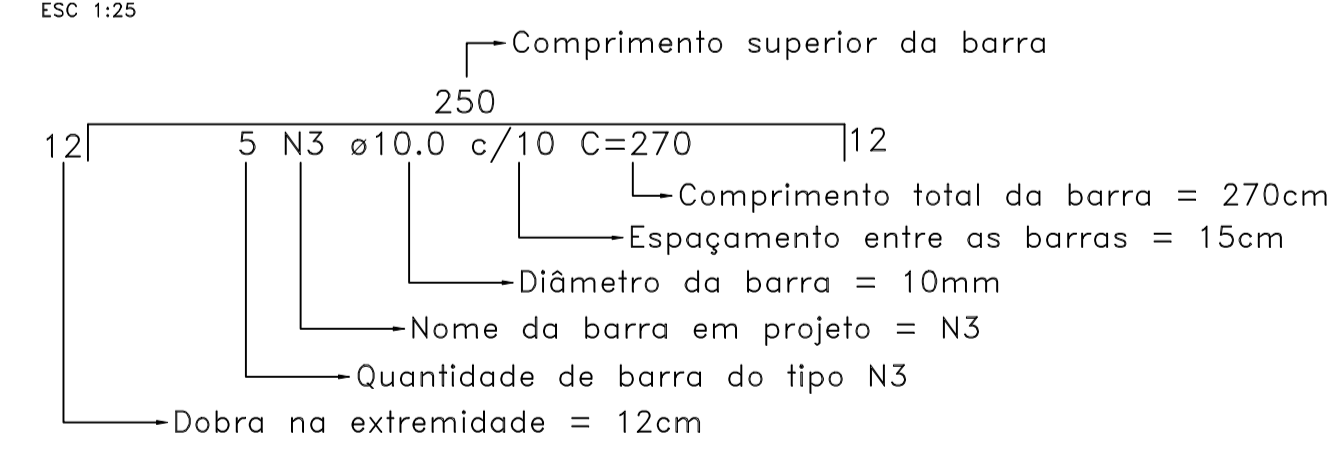 ESC 1:25
Comprimento superior da barra
250
12 5 N3 ø10.0 c/10 C=270 12
Comprimento total da barra = 270cm
Espaçamento entre as barras = 15cm
Diâmetro da barra = 10mm
Nome da barra em projeto = N3
Quantidade de barra do tipo N3
Dobra na extremidade = 12cm